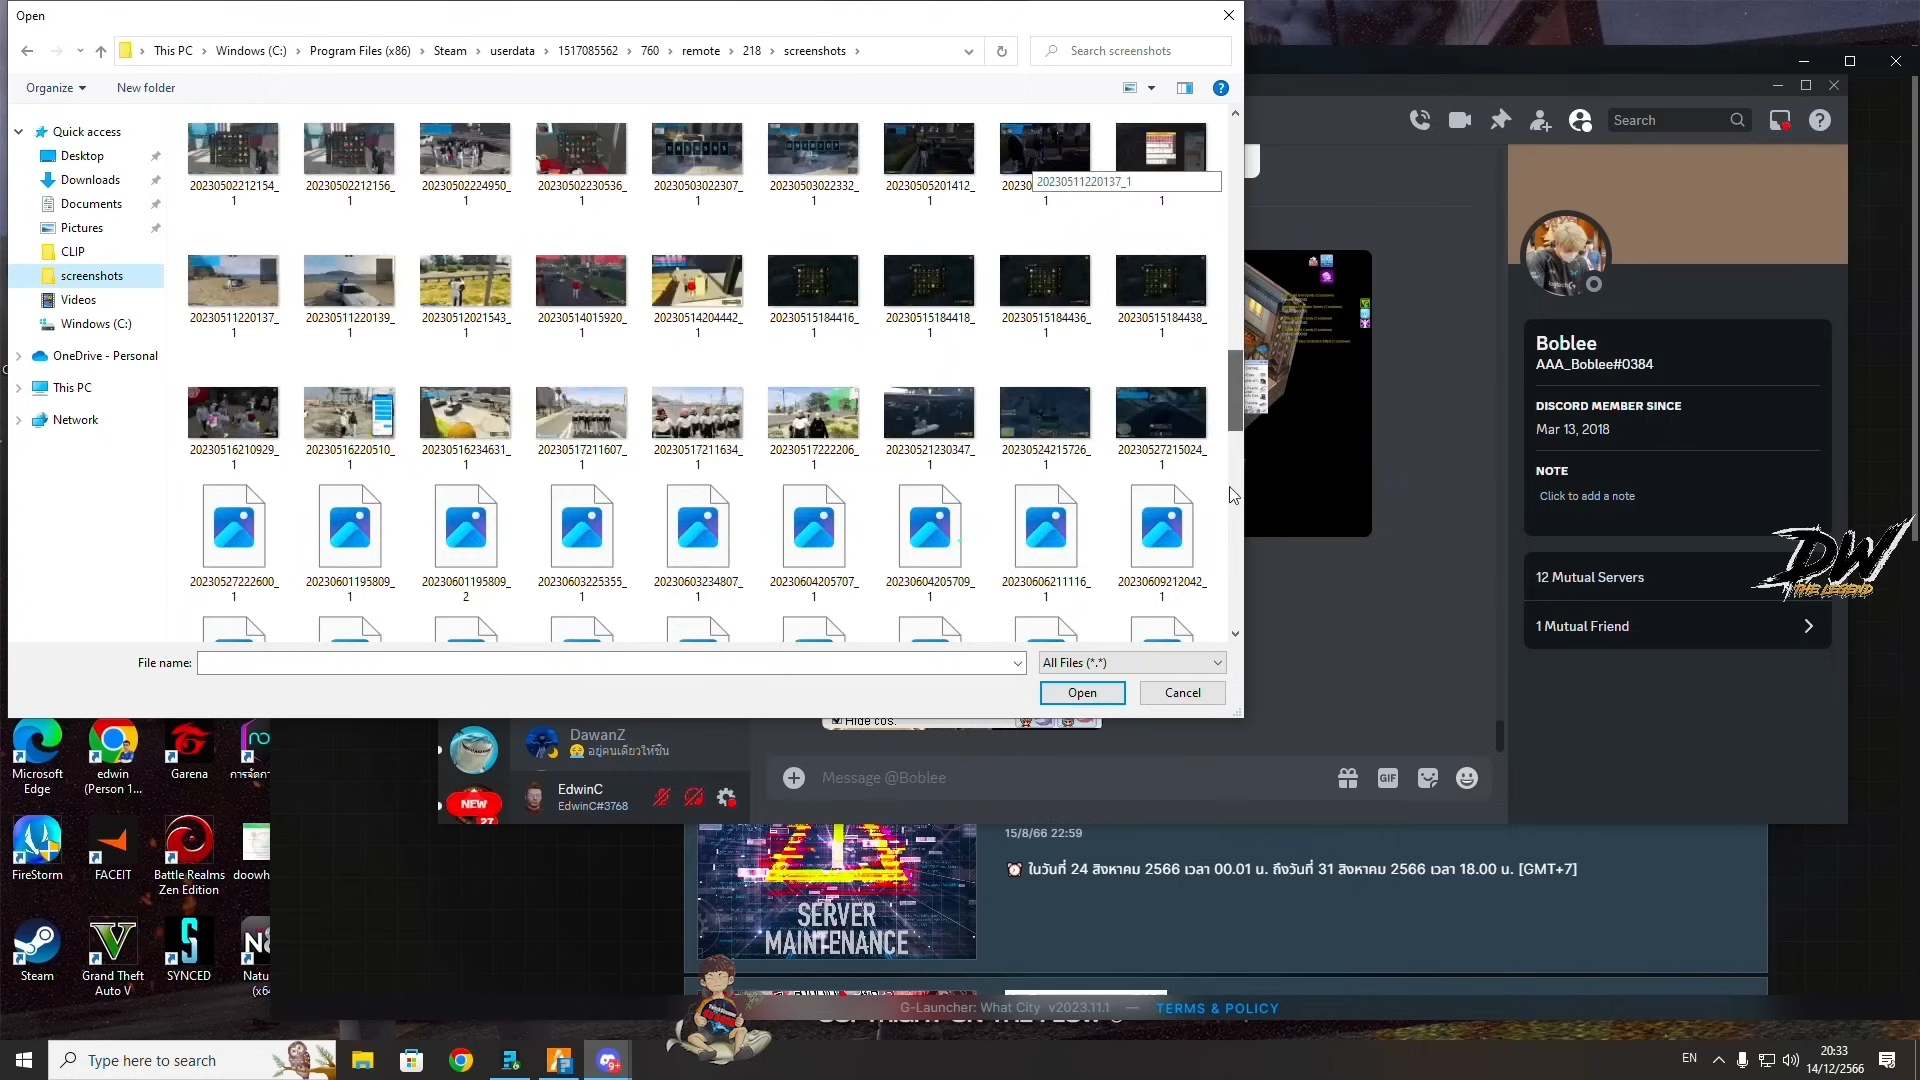 Open
This PC > Windows (C:) > Program Files (x86) > Steam > userdata > 1517085562 > 760 > remote > 218 > screenshots >
Search screenshots
Organize
New folder
Quick access
Desktop
Downloads
Documents
Pictures
CLIP
screenshots
Videos
Windows (C:)
OneDrive - Personal
This PC
Network
20230502212154_1
20230502212156_1
20230502224950_1
20230502230536_1
20230503022307_1
20230503022332_1
20230505201412_1
20230511220137_1
20230511220137_1
20230511220139_1
20230512021543_1
20230514015920_1
20230514204442_1
20230515184416_1
20230515184418_1
20230515184436_1
20230515184438_1
20230516210929_1
20230516220510_1
20230516234631_1
20230517211607_1
20230517211634_1
20230517222206_1
20230521230347_1
20230524215726_1
20230527215024_1
20230527222600_1
20230601195809_1
20230601195809_2
20230603225355_1
20230603234807_1
20230604205707_1
20230604205709_1
20230606211116_1
20230609212042_1
File name:
All Files (*.*)
Open
Cancel
Search
Boblee
AAA_Boblee#0384
DISCORD MEMBER SINCE
Mar 13, 2018
NOTE
Click to add a note
12 Mutual Servers
1 Mutual Friend
DW
THE LEGEND
Hide cos.
DawanZ
อยู่คนเดียวให้ชิน
EdwinC
EdwinC#3768
NEW
27
Message @Boblee
GIF
15/8/66 22:59
ในวันที่ 24 สิงหาคม 2566 เวลา 00.01 น. ถึงวันที่ 31 สิงหาคม 2566 เวลา 18.00 น. [GMT+7]
SERVER
MAINTENANCE
G-Launcher: What City v2023.11.1 — TERMS & POLICY
Microsoft Edge
edwin (Person 1...
Garena
FireStorm
FACEIT
Battle Realms Zen Edition
Steam
Grand Theft Auto V
SYNCED
Type here to search
EN
20:33
14/12/2566